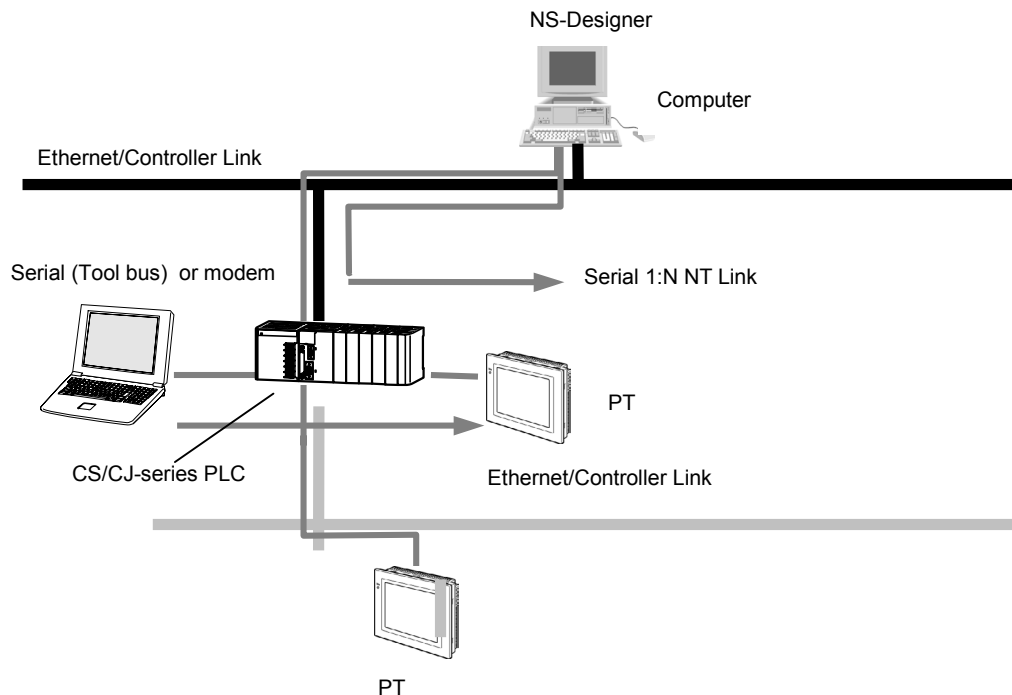 NS-Designer
Computer
Ethernet/Controller Link
Serial (Tool bus) or modem
Serial 1:N NT Link
PT
CS/CJ-series PLC
Ethernet/Controller Link
PT